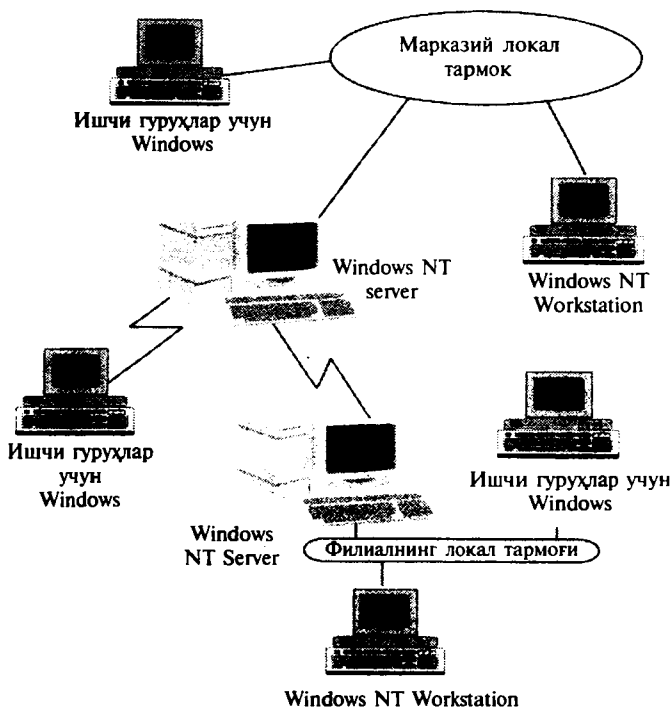 Марказий локал
тармок
Ишчи гуруҳлар учун
Windows
Windows NT
server
Windows NT
Workstation
Ишчи гуруҳлар
учун
Windows
Ишчи гуруҳлар учун
Windows
Windows
NT Server
Филиалнинг локал тармоғи
Windows NT Workstation